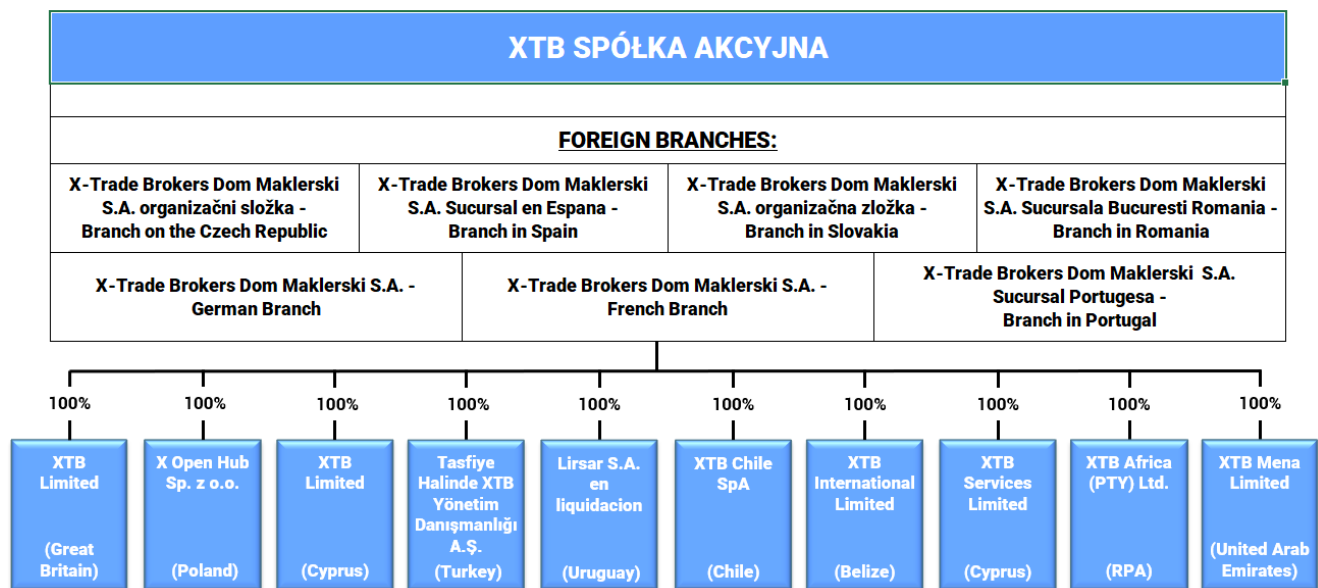 XTB SPÓŁKA AKCYJNA
FOREIGN BRANCHES:
X-Trade Brokers Dom Maklerski
S.A. organizačni složka -
Branch on the Czech Republic
X-Trade Brokers Dom Maklerski
S.A. Sucursal en Espana -
Branch in Spain
X-Trade Brokers Dom Maklerski
S.A. organizačna zložka -
Branch in Slovakia
X-Trade Brokers Dom Maklerski
S.A. Sucursala Bucuresti Romania -
Branch in Romania
X-Trade Brokers Dom Maklerski S.A. -
German Branch
X-Trade Brokers Dom Maklerski S.A. -
French Branch
X-Trade Brokers Dom Maklerski S.A.
Sucursal Portugesa -
Branch in Portugal
100%
100%
100%
100%
100%
100%
100%
100%
100%
100%
XTB
Limited
(Great
Britain)
X Open Hub
Sp. z o.o.
(Poland)
XTB
Limited
(Cyprus)
Tasfiye
Halinde XTB
Yönetim
Danışmanlığı
A.Ş.
(Turkey)
Lirsar S.A.
en
liquidacion
(Uruguay)
XTB Chile
SpA
(Chile)
XTB
International
Limited
(Belize)
XTB
Services
Limited
(Cyprus)
XTB Africa
(PTY) Ltd.
(RPA)
XTB Mena
Limited
(United Arab
Emirates)